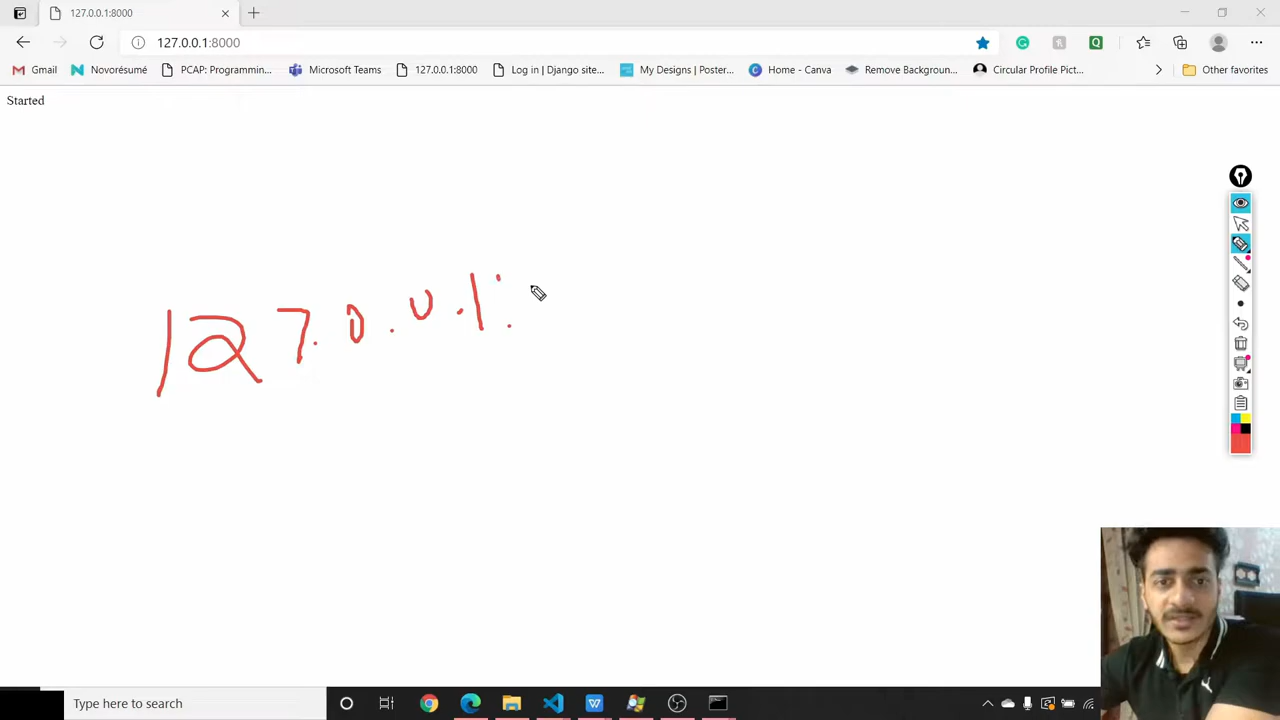 127.0.0.1:8000
127.0.0.1:8000
Gmail
Novorésumé
PCAP: Programmin...
Microsoft Teams
127.0.0.1:8000
Log in | Django site...
My Designs | Poster...
Home - Canva
Remove Backgroun...
Circular Profile Pict...
Other favorites
Started
127.0.0.1:
Type here to search